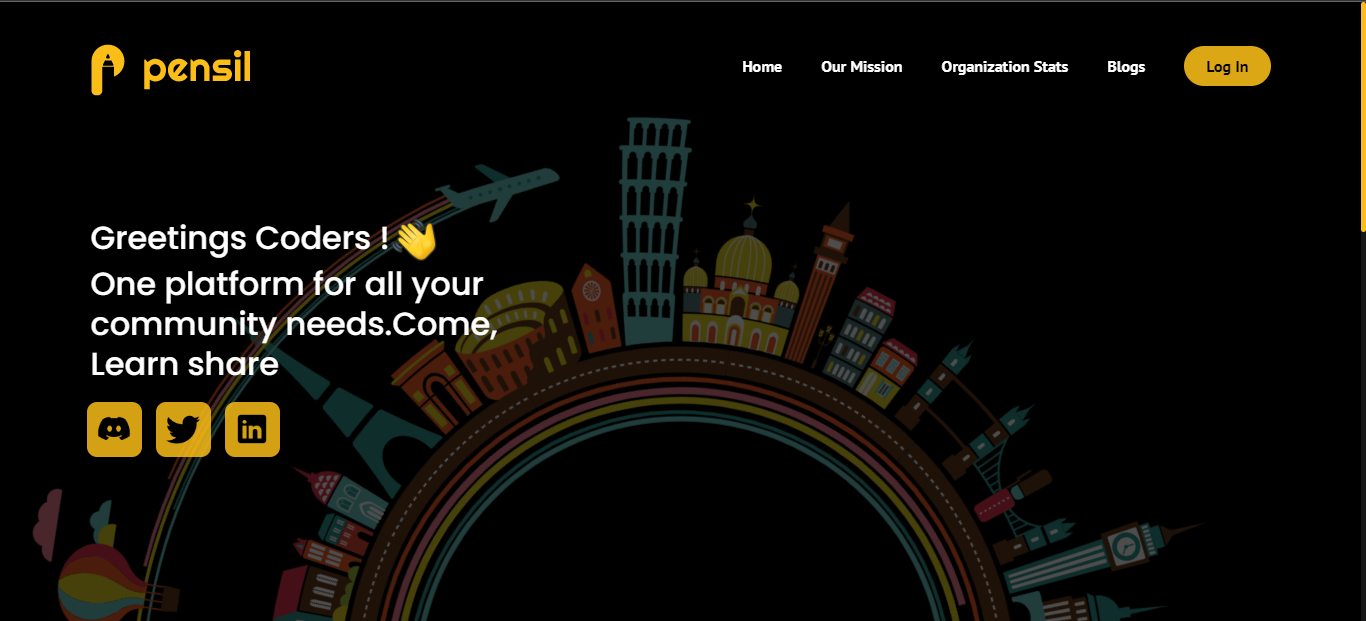 pensil
Home Our Mission Organization Stats Blogs Log In
Greetings Coders ! 👋
One platform for all your
community needs.Come,
Learn share